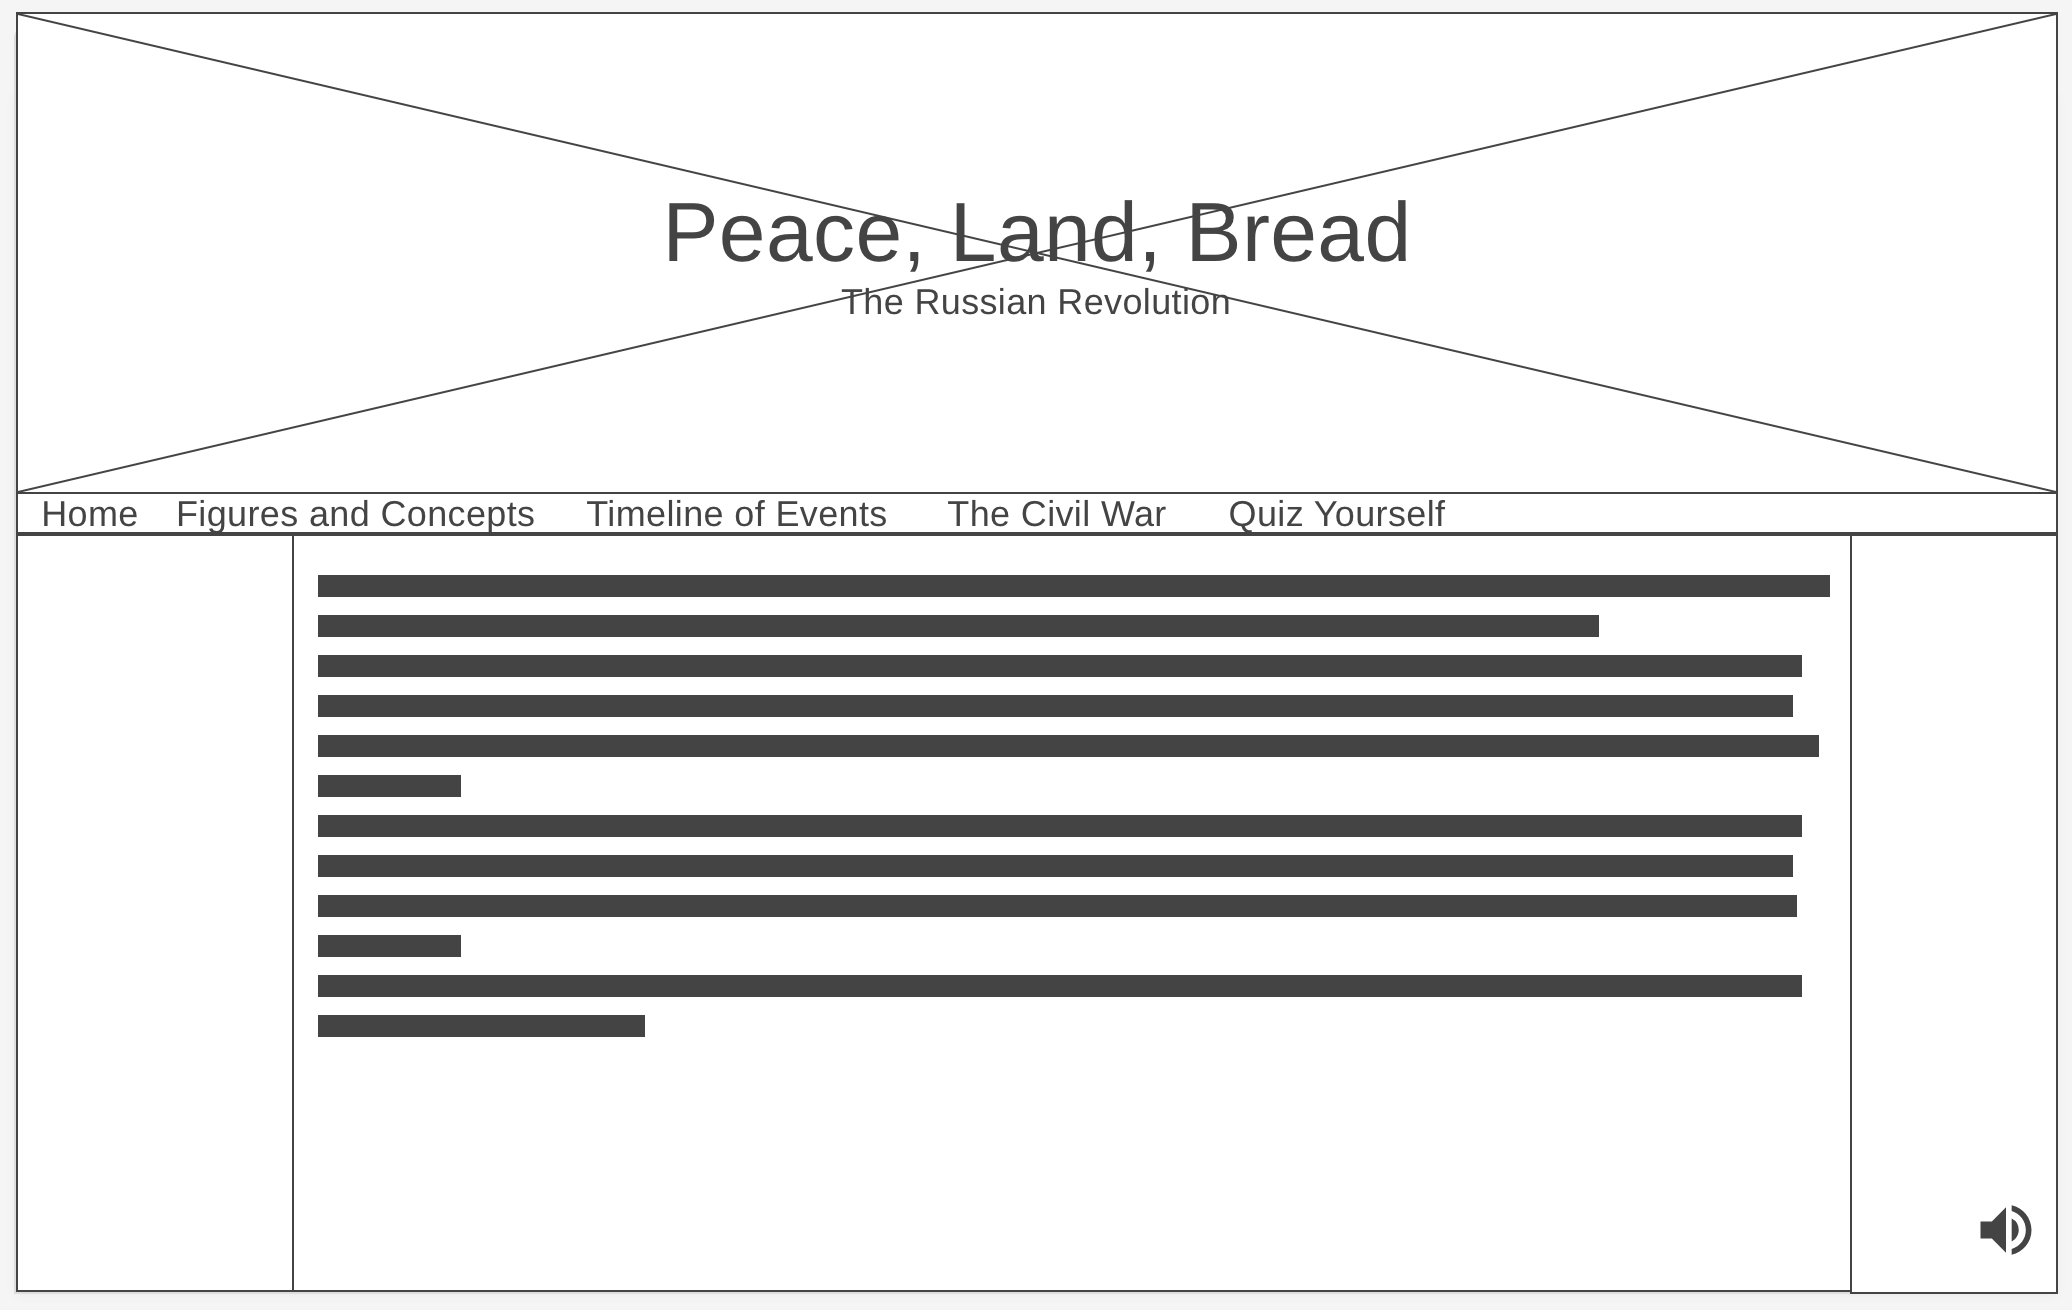 Peace, Land, Bread
The Russian Revolution
Home Figures and Concepts Timeline of Events The Civil War Quiz Yourself